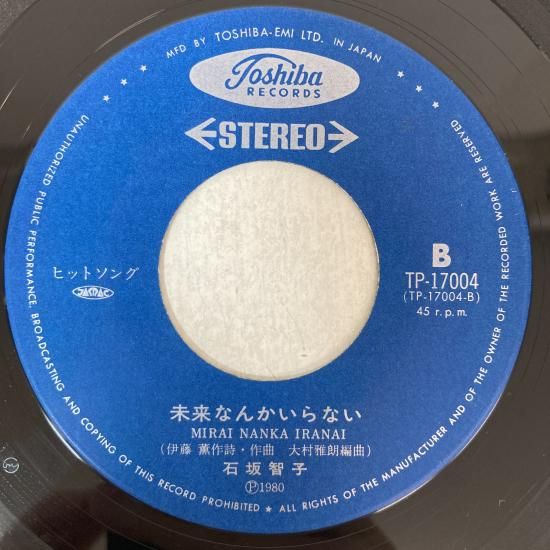 MFD BY TOSHIBA-EMI LTD. IN JAPAN
Toshiba
RECORDS
STEREO
ヒットソング
JASRAC
B
TP-17004
(TP-17004-B)
45 r.p.m.
未来なんかいらない
MIRAI NANKA IRANAI
(伊藤 薫作詩・作曲 大村雅朗編曲)
石坂智子
Ⓟ1980
UNAUTHORIZED PUBLIC PERFORMANCE, BROADCASTING AND COPYING OF THIS RECORD PROHIBITED ★ ALL RIGHTS OF THE MANUFACTURER AND OF THE OWNER OF THE RECORDED WORK ARE RESERVED